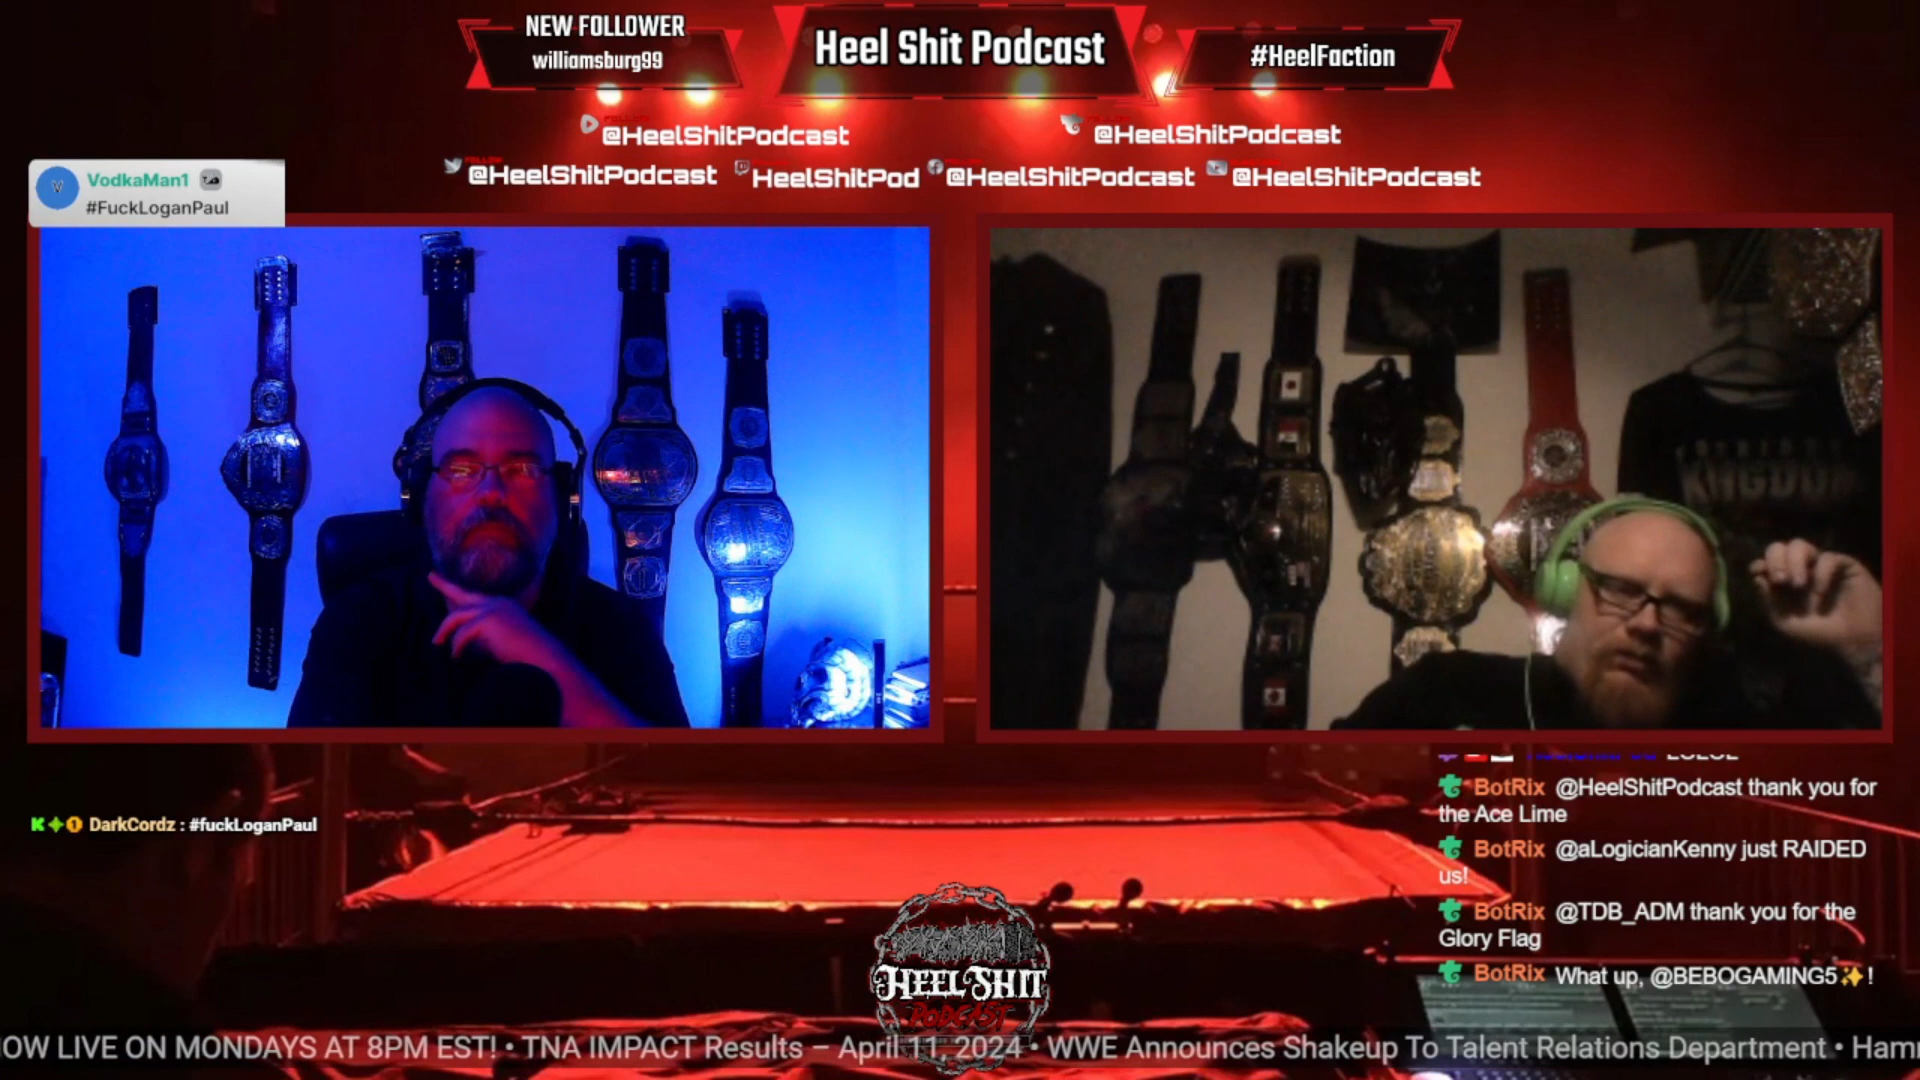 NEW FOLLOWER
williamsburg99
Heel Shit Podcast
#HeelFaction
@HeelShitPodcast
@HeelShitPodcast
@HeelShitPodcast
HeelShitPod
@HeelShitPodcast
@HeelShitPodcast
VodkaMan1
#FuckLoganPaul
KINGDOM
DarkCordz : #fuckLoganPaul
BotRix @HeelShitPodcast thank you for
the Ace Lime
BotRix @aLogicianKenny just RAIDED
us!
BotRix @TDB_ADM thank you for the
Glory Flag
BotRix What up, @BEBOGAMING5✨!
HEEL SHIT
PODCAST
OW LIVE ON MONDAYS AT 8PM EST! • TNA IMPACT Results – April 11, 2024 • WWE Announces Shakeup To Talent Relations Department • Hamm